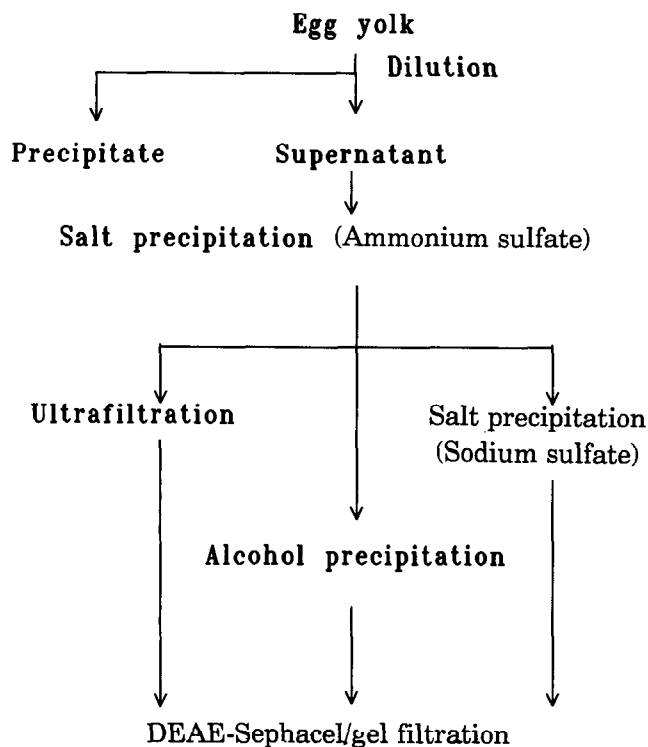 Egg yolk
Dilution
Precipitate Supernatant
Salt precipitation (Ammonium sulfate)
Ultrafiltration Salt precipitation
(Sodium sulfate)
Alcohol precipitation
DEAE-Sephacel/gel filtration